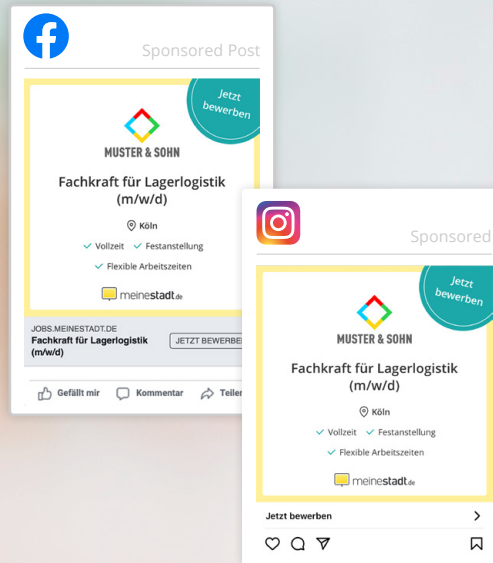 Sponsored Post
Jetzt
bewerben
MUSTER & SOHN
Fachkraft für Lagerlogistik
(m/w/d)
Köln
Vollzeit Festanstellung
Flexible Arbeitszeiten
meinestadt.de
JOBS.MEINESTADT.DE
Fachkraft für Lagerlogistik
(m/w/d)
JETZT BEWERBE
Gefällt mir Kommentar Teiler
Sponsored
Jetzt
bewerben
MUSTER & SOHN
Fachkraft für Lagerlogistik
(m/w/d)
Köln
Vollzeit Festanstellung
Flexible Arbeitszeiten
meinestadt.de
Jetzt bewerben